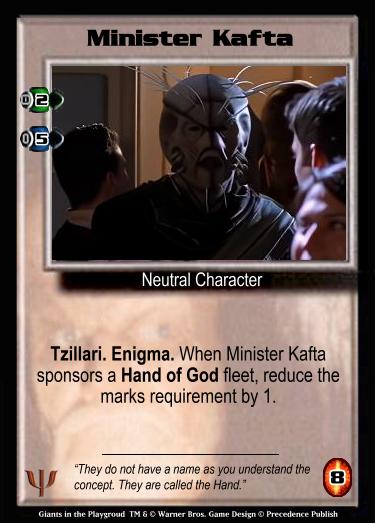 Minister Kafta
D 2
I 5
Neutral Character
Tzillari. Enigma. When Minister Kafta
sponsors a Hand of God fleet, reduce the
marks requirement by 1.
"They do not have a name as you understand the
concept. They are called the Hand."
8
Giants in the Playgroud TM & © Warner Bros. Game Design © Precedence Publish